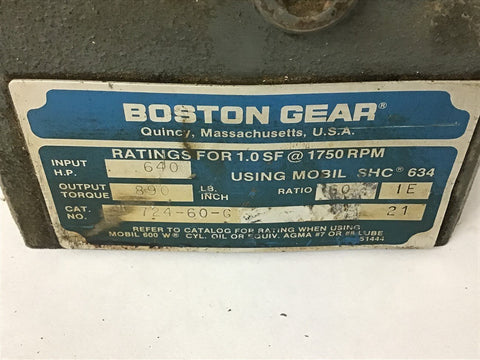 BOSTON GEAR®
Quincy, Massachusetts, U.S.A.
RATINGS FOR 1.0 SF @ 1750 RPM
INPUT H.P. 640 USING MOBIL SHC® 634
OUTPUT TORQUE 890 LB. INCH RATIO 60 1E
CAT. NO. 724-60-G 21
REFER TO CATALOG FOR RATING WHEN USING
MOBIL 600 W® CYL. OIL OR EQUIV. AGMA #7 OR #8 LUBE
51444